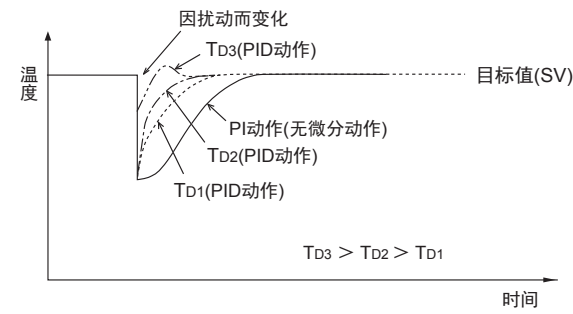 因扰动而变化
TD3(PID动作)
温度
目标值(SV)
PI动作(无微分动作)
TD2(PID动作)
TD1(PID动作)
TD3 > TD2 > TD1
时间